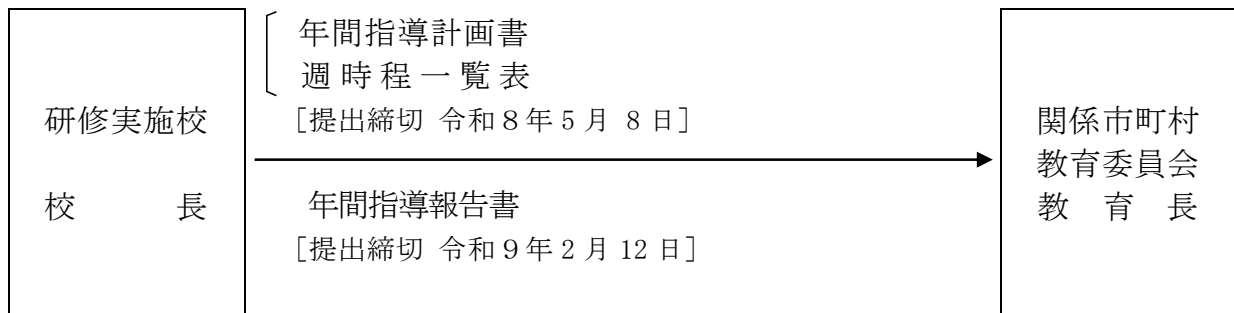 年間指導計画書
週時程一覧表
［提出締切 令和８年５月 ８日］
研修実施校
校　　　長
年間指導報告書
［提出締切 令和９年２月 12 日］
関係市町村
教育委員会
教　育　長